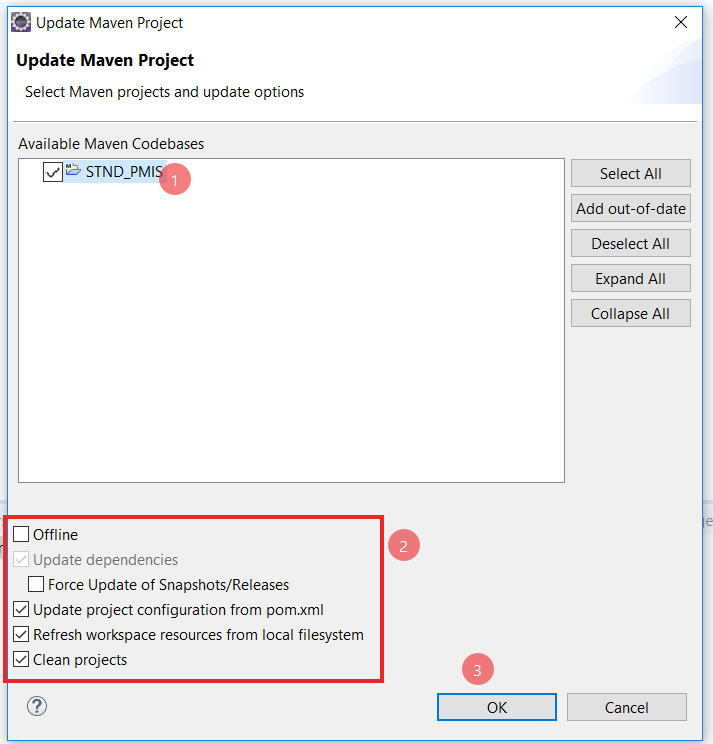 Update Maven Project
Update Maven Project
Select Maven projects and update options
Available Maven Codebases
STND_PMIS
1
Select All
Add out-of-date
Deselect All
Expand All
Collapse All
Offline
2
Update dependencies
Force Update of Snapshots/Releases
Update project configuration from pom.xml
Refresh workspace resources from local filesystem
Clean projects
3
?
OK
Cancel